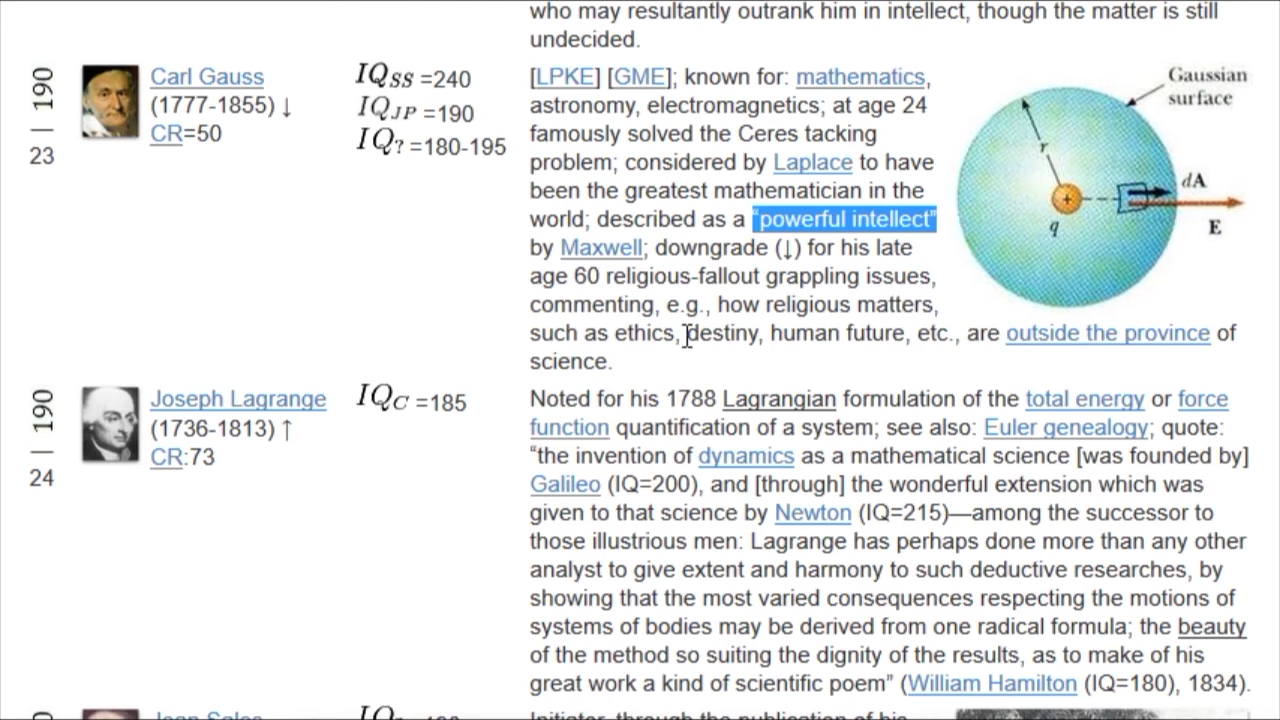 who may resultantly outrank him in intellect, though the matter is still
undecided.
190 | 23
Carl Gauss
(1777-1855) ↓
CR=50
IQSS =240
IQJP =190
IQ? =180-195
[LPKE] [GME]; known for: mathematics,
astronomy, electromagnetics; at age 24
famously solved the Ceres tacking
problem; considered by Laplace to have
been the greatest mathematician in the
world; described as a “powerful intellect”
by Maxwell; downgrade (↓) for his late
age 60 religious-fallout grappling issues,
commenting, e.g., how religious matters,
such as ethics, destiny, human future, etc., are outside the province of
science.
Gaussian
surface
r
dA
q
E
190 | 24
Joseph Lagrange
(1736-1813) ↑
CR:73
IQC =185
Noted for his 1788 Lagrangian formulation of the total energy or force
function quantification of a system; see also: Euler genealogy; quote:
“the invention of dynamics as a mathematical science [was founded by]
Galileo (IQ=200), and [through] the wonderful extension which was
given to that science by Newton (IQ=215)—among the successor to
those illustrious men: Lagrange has perhaps done more than any other
analyst to give extent and harmony to such deductive researches, by
showing that the most varied consequences respecting the motions of
systems of bodies may be derived from one radical formula; the beauty
of the method so suiting the dignity of the results, as to make of his
great work a kind of scientific poem” (William Hamilton (IQ=180), 1834).